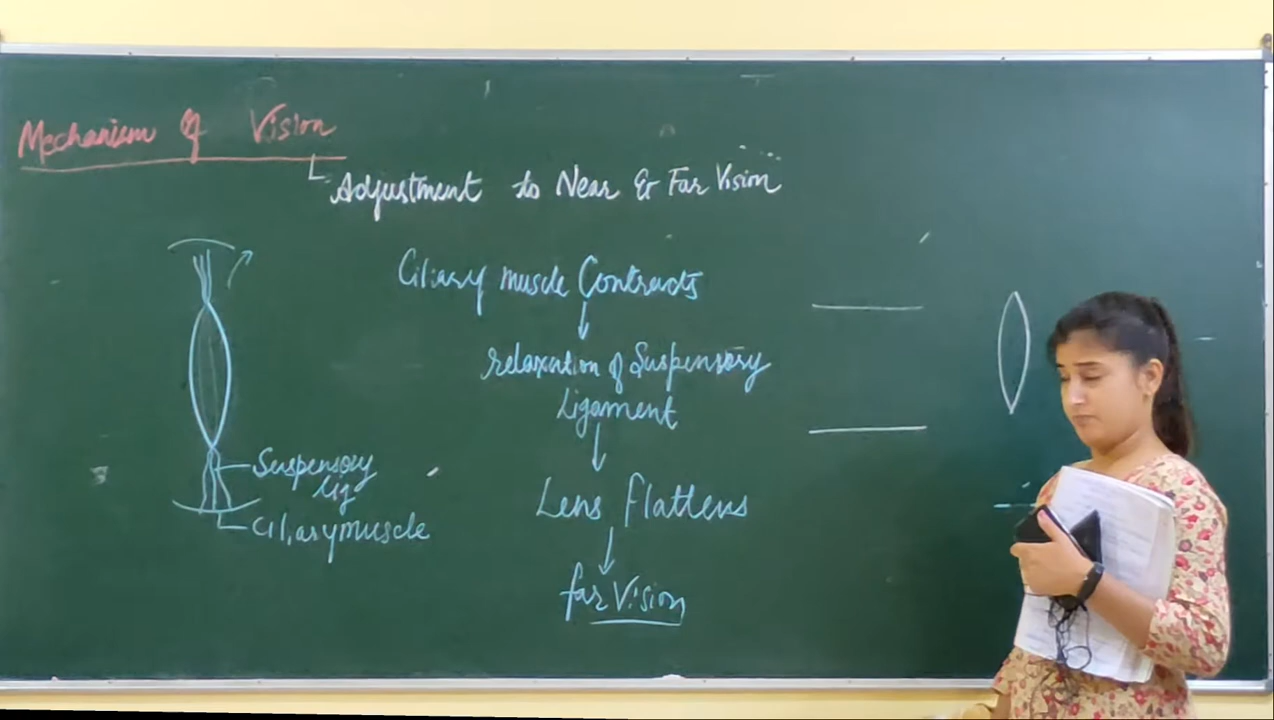 Mechanism of Vision
Adjustment to Near & Far Vision
Ciliary muscle Contracts
relaxation of Suspensory
Ligament
Lens Flattens
far Vision
Suspensory
lig
Ciliarymuscle